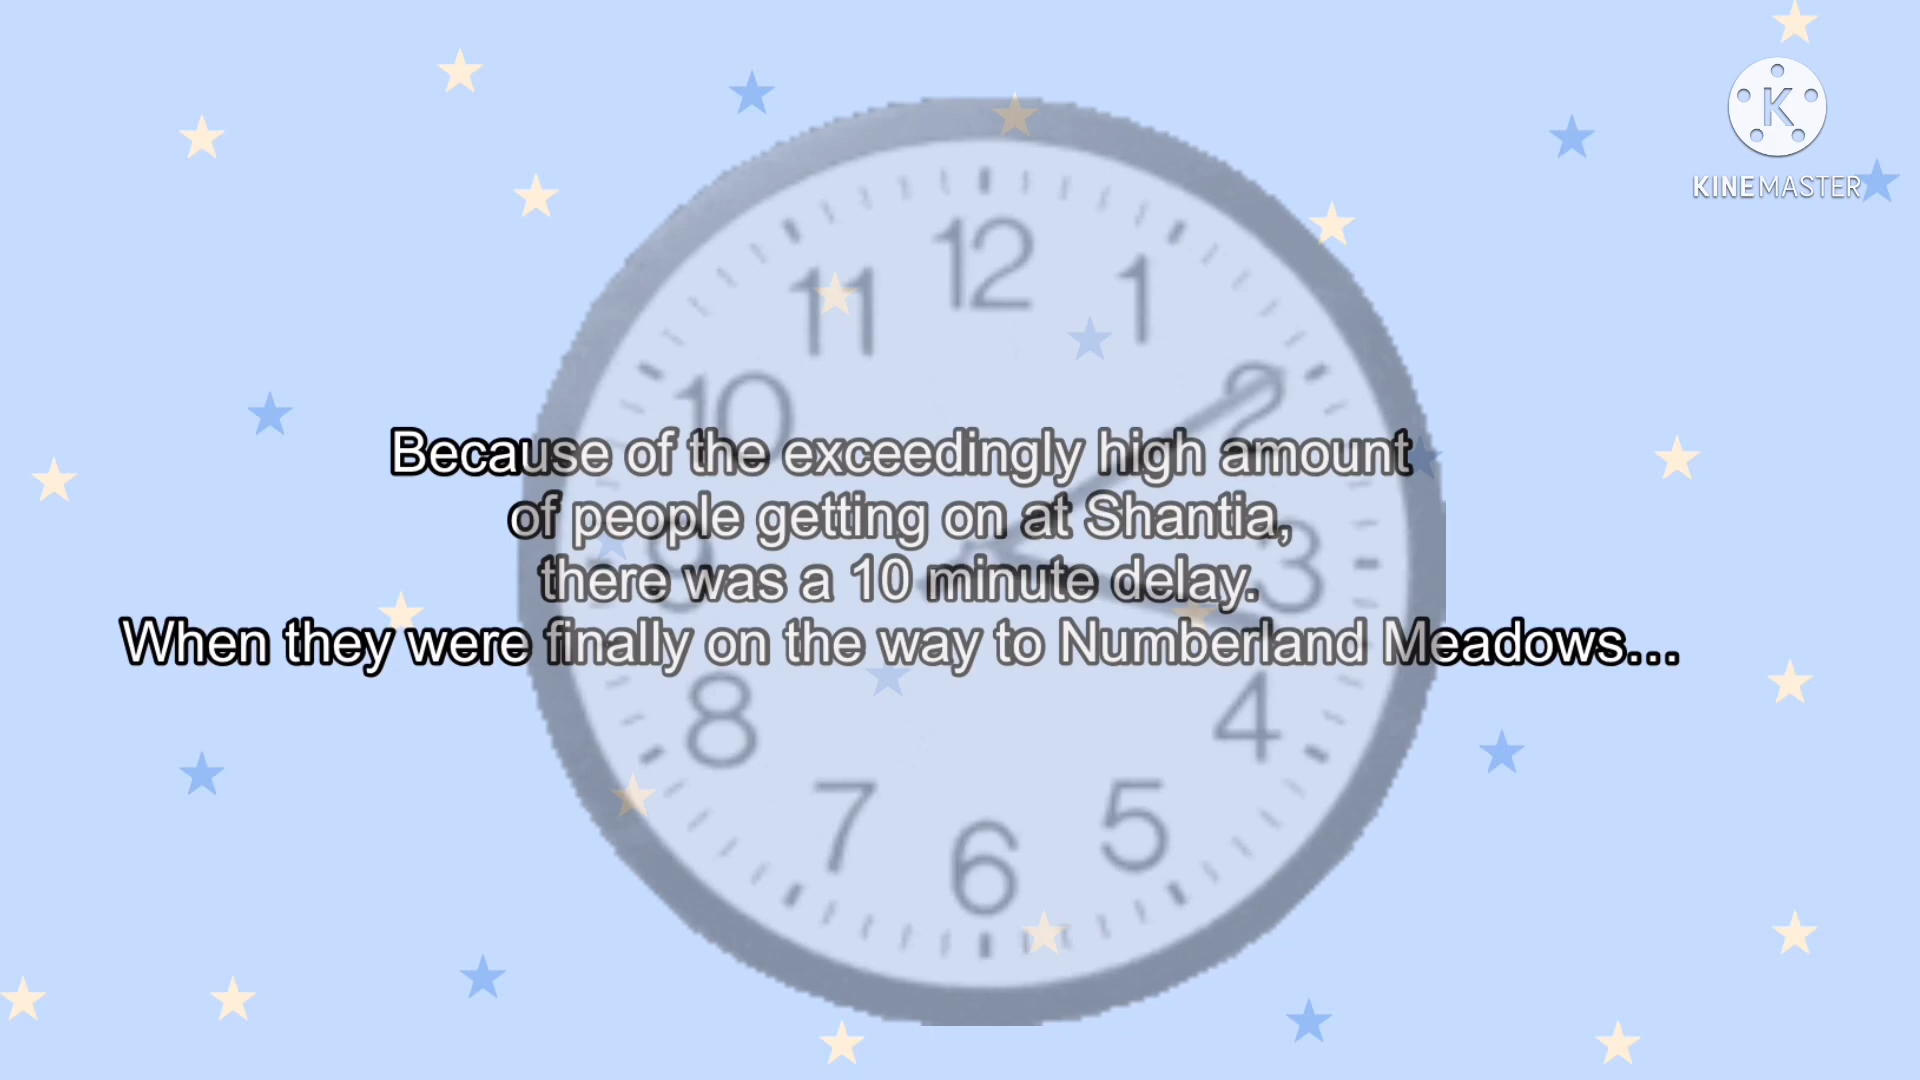 K
KINEMASTER
12
11
1
10
2
Because of the exceedingly high amount
of people getting on at Shantia,
9
3
there was a 10 minute delay.
When they were finally on the way to Numberland Meadows...
8
4
7
5
6